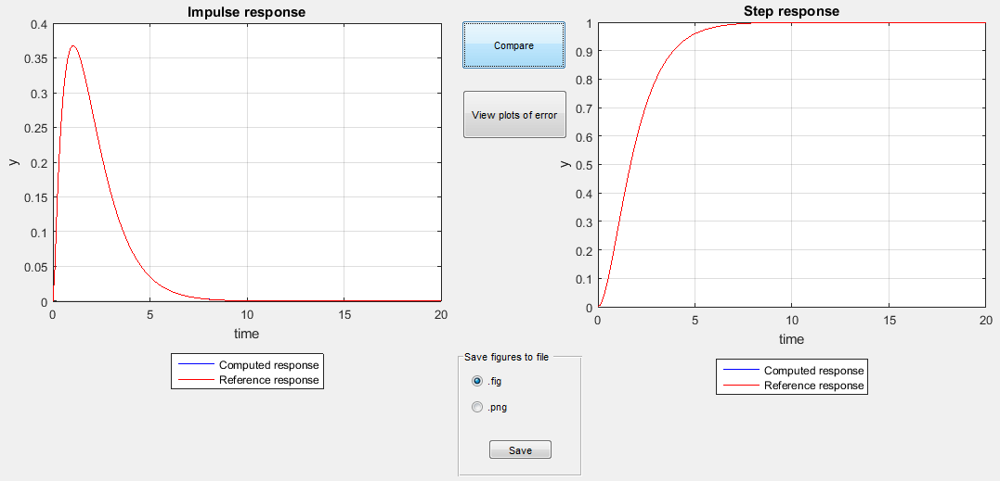 Impulse response
0.4
0.35
0.3
0.25
0.2
0.15
0.1
0.05
0
y
0 5 10 15 20
time
Computed response
Reference response
Compare
View plots of error
Save figures to file
.fig
.png
Save
Step response
1
0.9
0.8
0.7
0.6
0.5
0.4
0.3
0.2
0.1
0
y
0 5 10 15 20
time
Computed response
Reference response